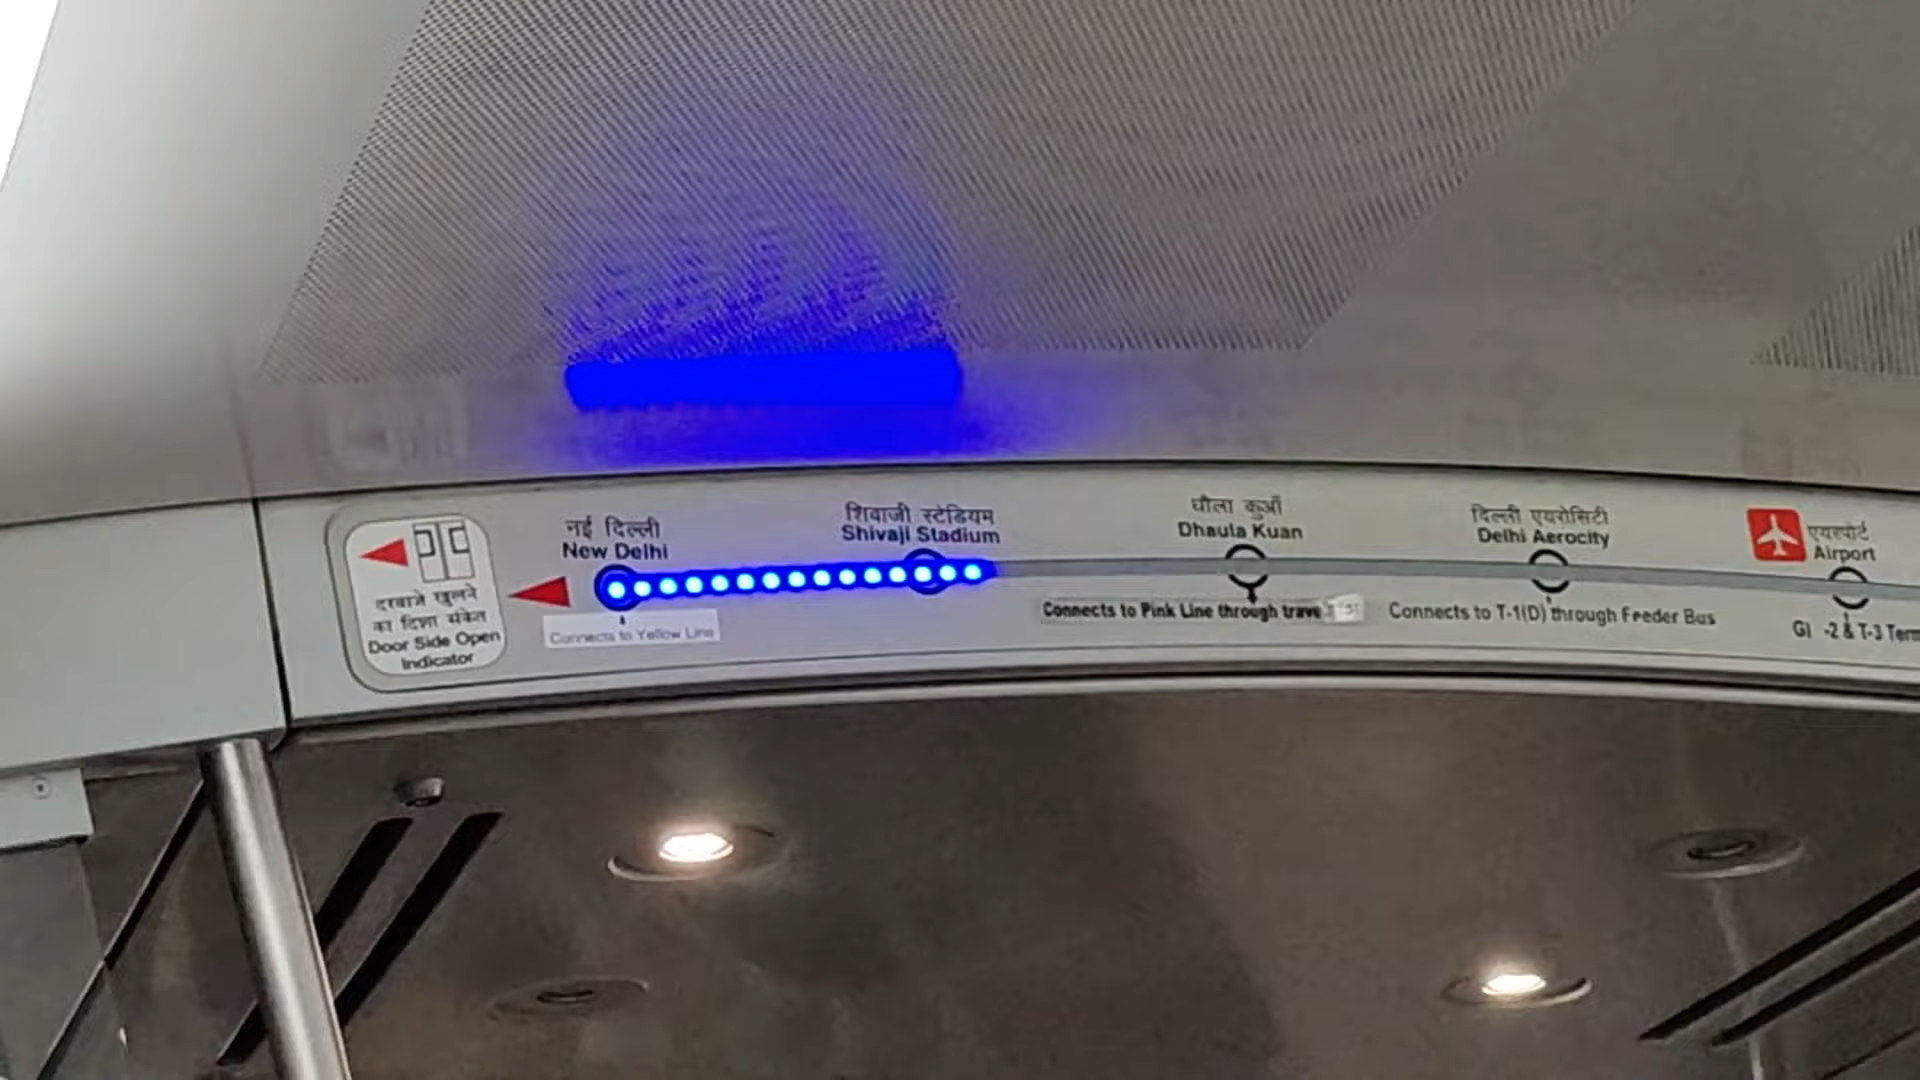 दरवाजे खुलने
का दिशा संकेत
Door Side Open
Indicator
नई दिल्ली
New Delhi
Connects to Yellow Line
शिवाजी स्टेडियम
Shivaji Stadium
धौला कुआँ
Dhaula Kuan
Connects to Pink Line through trave
दिल्ली एयरोसिटी
Delhi Aerocity
Connects to T-1(D) through Feeder Bus
एयरपोर्ट
Airport
-2 & T-3 Term